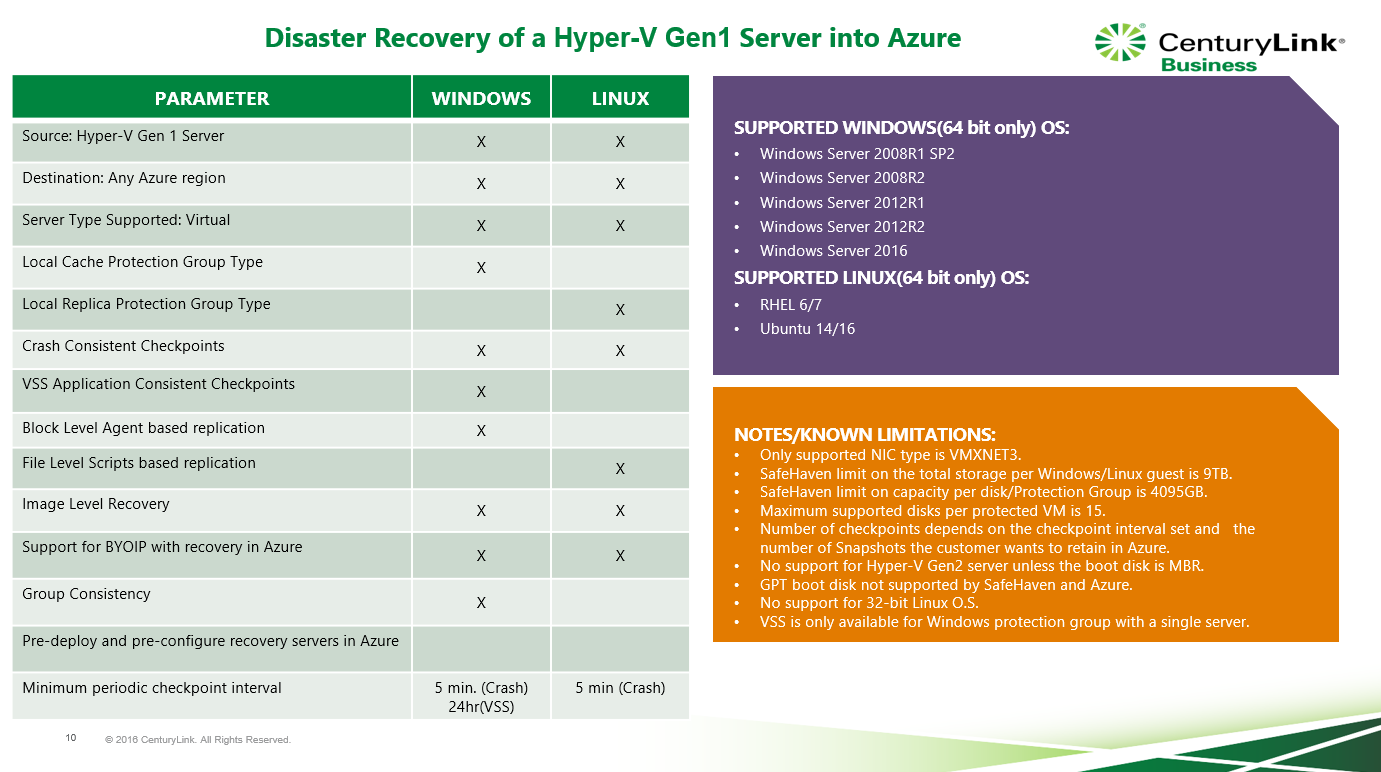 Disaster Recovery of a Hyper-V Gen1 Server into Azure
CenturyLink®
Business
PARAMETER WINDOWS LINUX
Source: Hyper-V Gen 1 Server X X
Destination: Any Azure region X X
Server Type Supported: Virtual X X
Local Cache Protection Group Type X
Local Replica Protection Group Type X
Crash Consistent Checkpoints X X
VSS Application Consistent Checkpoints X
Block Level Agent based replication X
File Level Scripts based replication X
Image Level Recovery X X
Support for BYOIP with recovery in Azure X X
Group Consistency X
Pre-deploy and pre-configure recovery servers in Azure
Minimum periodic checkpoint interval 5 min. (Crash) 5 min (Crash)
24hr(VSS)
SUPPORTED WINDOWS(64 bit only) OS:
• Windows Server 2008R1 SP2
• Windows Server 2008R2
• Windows Server 2012R1
• Windows Server 2012R2
• Windows Server 2016
SUPPORTED LINUX(64 bit only) OS:
• RHEL 6/7
• Ubuntu 14/16
NOTES/KNOWN LIMITATIONS:
• Only supported NIC type is VMXNET3.
• SafeHaven limit on the total storage per Windows/Linux guest is 9TB.
• SafeHaven limit on capacity per disk/Protection Group is 4095GB.
• Maximum supported disks per protected VM is 15.
• Number of checkpoints depends on the checkpoint interval set and the
number of Snapshots the customer wants to retain in Azure.
• No support for Hyper-V Gen2 server unless the boot disk is MBR.
• GPT boot disk not supported by SafeHaven and Azure.
• No support for 32-bit Linux O.S.
• VSS is only available for Windows protection group with a single server.
10 © 2016 CenturyLink. All Rights Reserved.